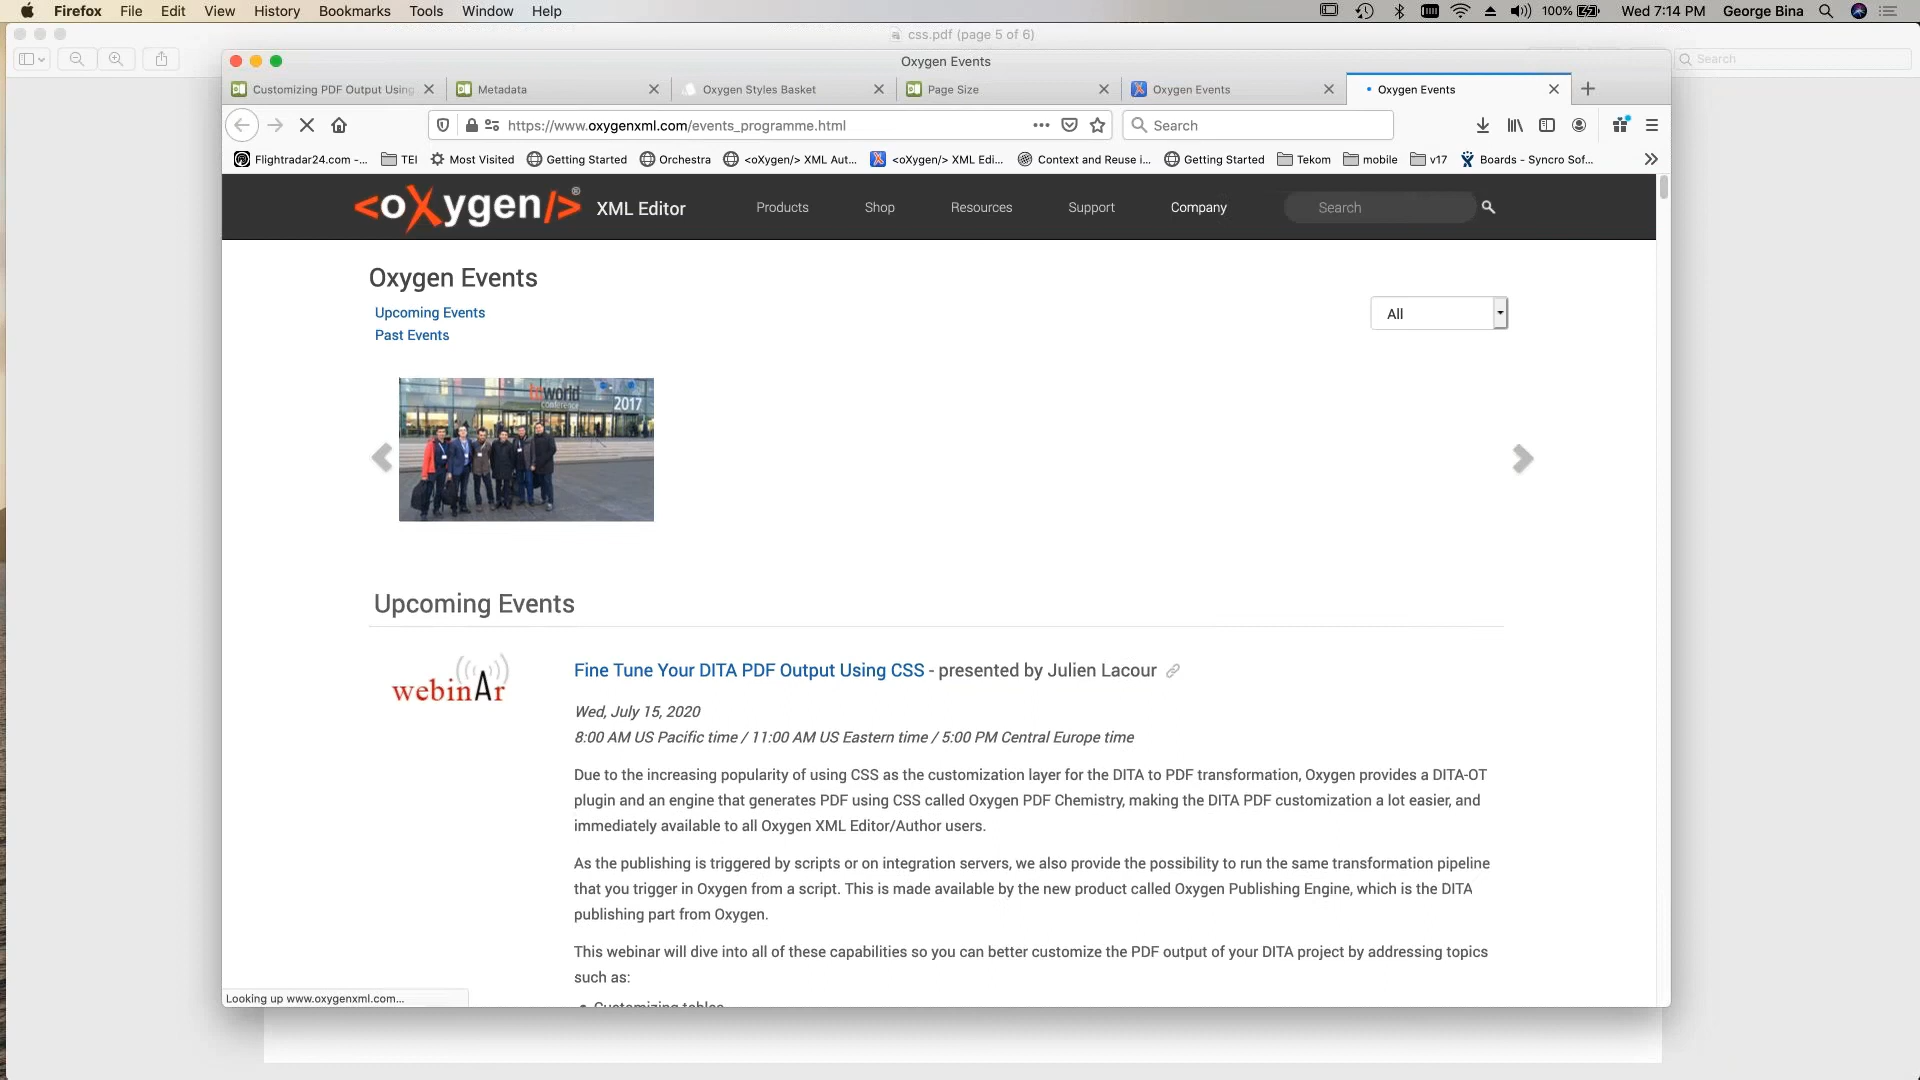 Firefox File Edit View History Bookmarks Tools Window Help 100% Wed 7:14 PM George Bina
css.pdf (page 5 of 6)
Search
Oxygen Events
Customizing PDF Output Using Metadata Oxygen Styles Basket Page Size Oxygen Events Oxygen Events
https://www.oxygenxml.com/events_programme.html Search
Flightradar24.com -... TEI Most Visited Getting Started Orchestra <oXygen/> XML Aut... <oXygen/> XML Edi... Context and Reuse i... Getting Started Tekom mobile v17 Boards - Syncro Sof...
<oXygen/>® XML Editor Products Shop Resources Support Company Search
Oxygen Events
Upcoming Events
All
Past Events
tcworld
conference 2017
Upcoming Events
webinAr
Fine Tune Your DITA PDF Output Using CSS - presented by Julien Lacour
Wed, July 15, 2020
8:00 AM US Pacific time / 11:00 AM US Eastern time / 5:00 PM Central Europe time
Due to the increasing popularity of using CSS as the customization layer for the DITA to PDF transformation, Oxygen provides a DITA-OT
plugin and an engine that generates PDF using CSS called Oxygen PDF Chemistry, making the DITA PDF customization a lot easier, and
immediately available to all Oxygen XML Editor/Author users.
As the publishing is triggered by scripts or on integration servers, we also provide the possibility to run the same transformation pipeline
that you trigger in Oxygen from a script. This is made available by the new product called Oxygen Publishing Engine, which is the DITA
publishing part from Oxygen.
This webinar will dive into all of these capabilities so you can better customize the PDF output of your DITA project by addressing topics
such as:
Customizing tables
Looking up www.oxygenxml.com...